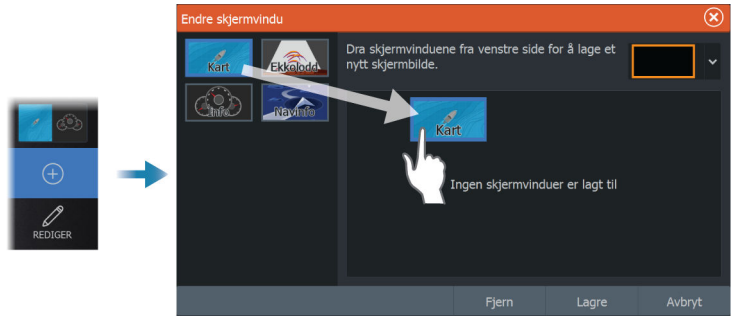 Endre skjermvindu
Kart
Ekkolodd
Info
Navinfo
Dra skjermvinduene fra venstre side for å lage et
nytt skjermbilde.
Kart
Ingen skjermvinduer er lagt til
REDIGER
Fjern
Lagre
Avbryt